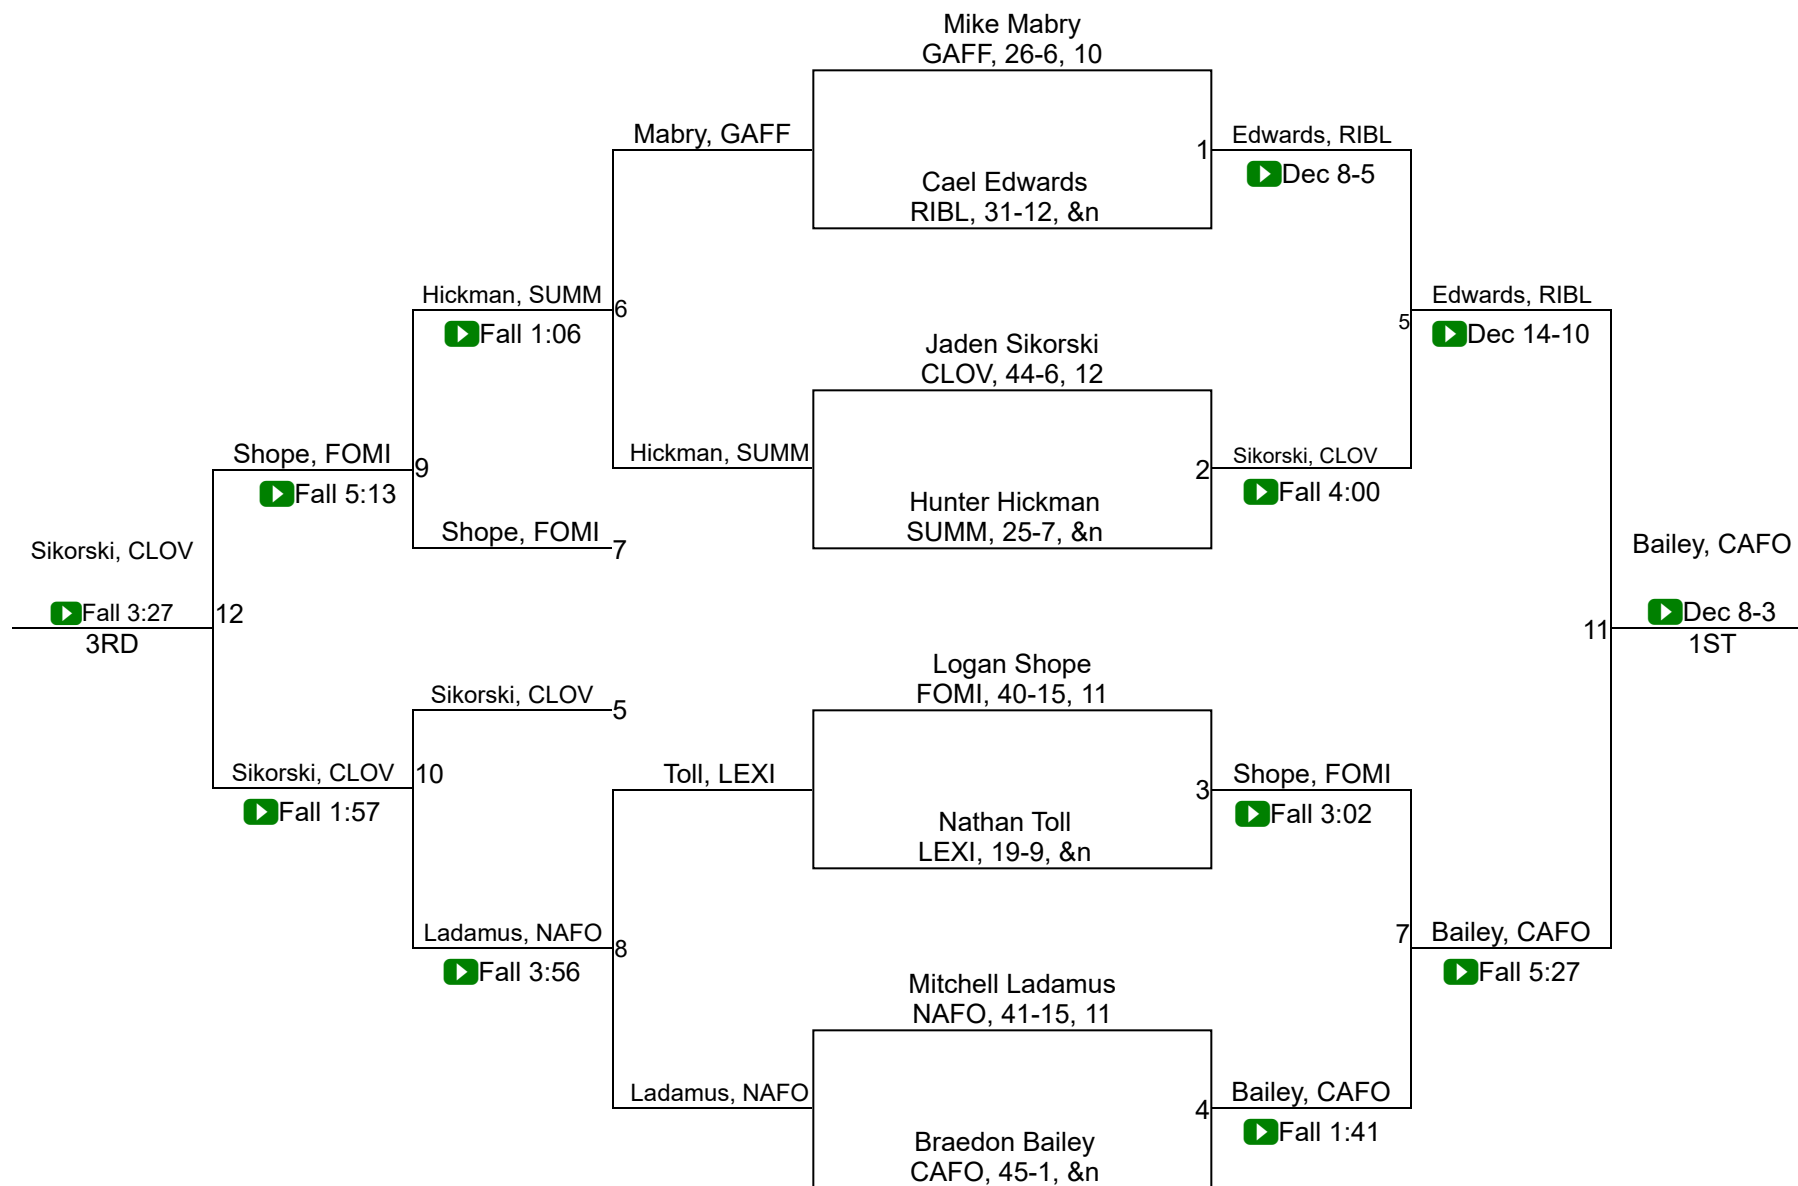 Mike Mabry
GAFF, 26-6, 10
Mabry, GAFF
1
Edwards, RIBL
Dec 8-5
Cael Edwards
RIBL, 31-12, &n
Hickman, SUMM
6
Fall 1:06
5
Edwards, RIBL
Dec 14-10
Jaden Sikorski
CLOV, 44-6, 12
Shope, FOMI
9
Fall 5:13
Hickman, SUMM
2
Sikorski, CLOV
Fall 4:00
Hunter Hickman
SUMM, 25-7, &n
Shope, FOMI
7
Sikorski, CLOV
Fall 3:27
12
3RD
Bailey, CAFO
11
Dec 8-3
1ST
Logan Shope
FOMI, 40-15, 11
Sikorski, CLOV
5
Sikorski, CLOV
10
Fall 1:57
Toll, LEXI
3
Shope, FOMI
Fall 3:02
Nathan Toll
LEXI, 19-9, &n
Ladamus, NAFO
8
Fall 3:56
7
Bailey, CAFO
Fall 5:27
Mitchell Ladamus
NAFO, 41-15, 11
Ladamus, NAFO
4
Bailey, CAFO
Fall 1:41
Braedon Bailey
CAFO, 45-1, &n